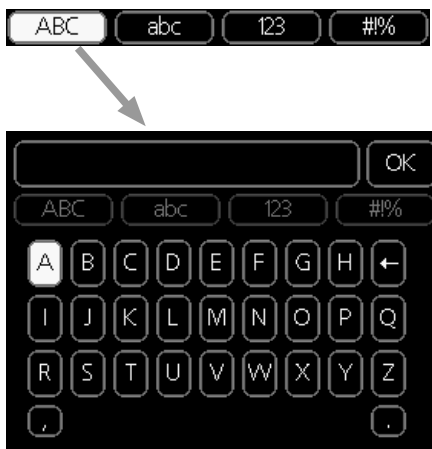 ABC abc 123 #!%
OK
ABC abc 123 #!%
A B C D E F G H ←
I J K L M N O P Q
R S T U V W X Y Z
, .